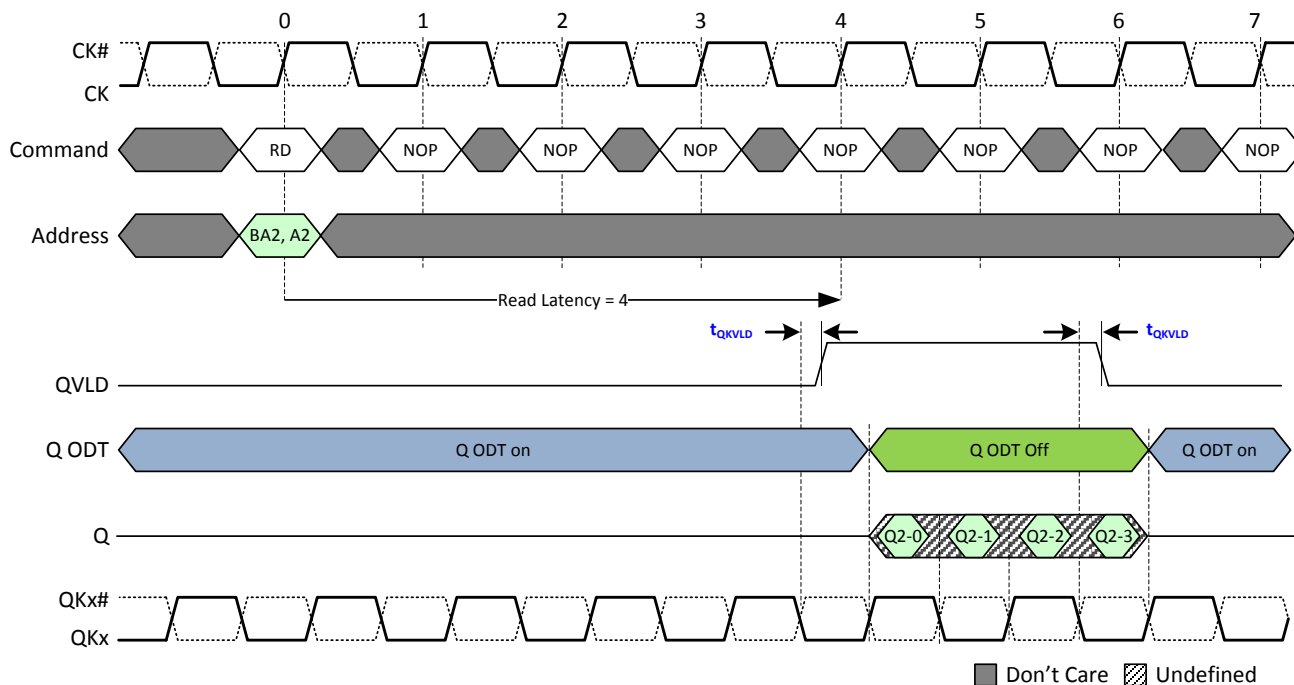 0 1 2 3 4 5 6 7
CK#
CK
Command RD NOP NOP NOP NOP NOP NOP NOP
Address BA2, A2
Read Latency = 4
tQKVLD tQKVLD
QVLD
Q ODT Q ODT on Q ODT Off Q ODT on
Q Q2-0 Q2-1 Q2-2 Q2-3
QKx#
QKx
Don't Care Undefined